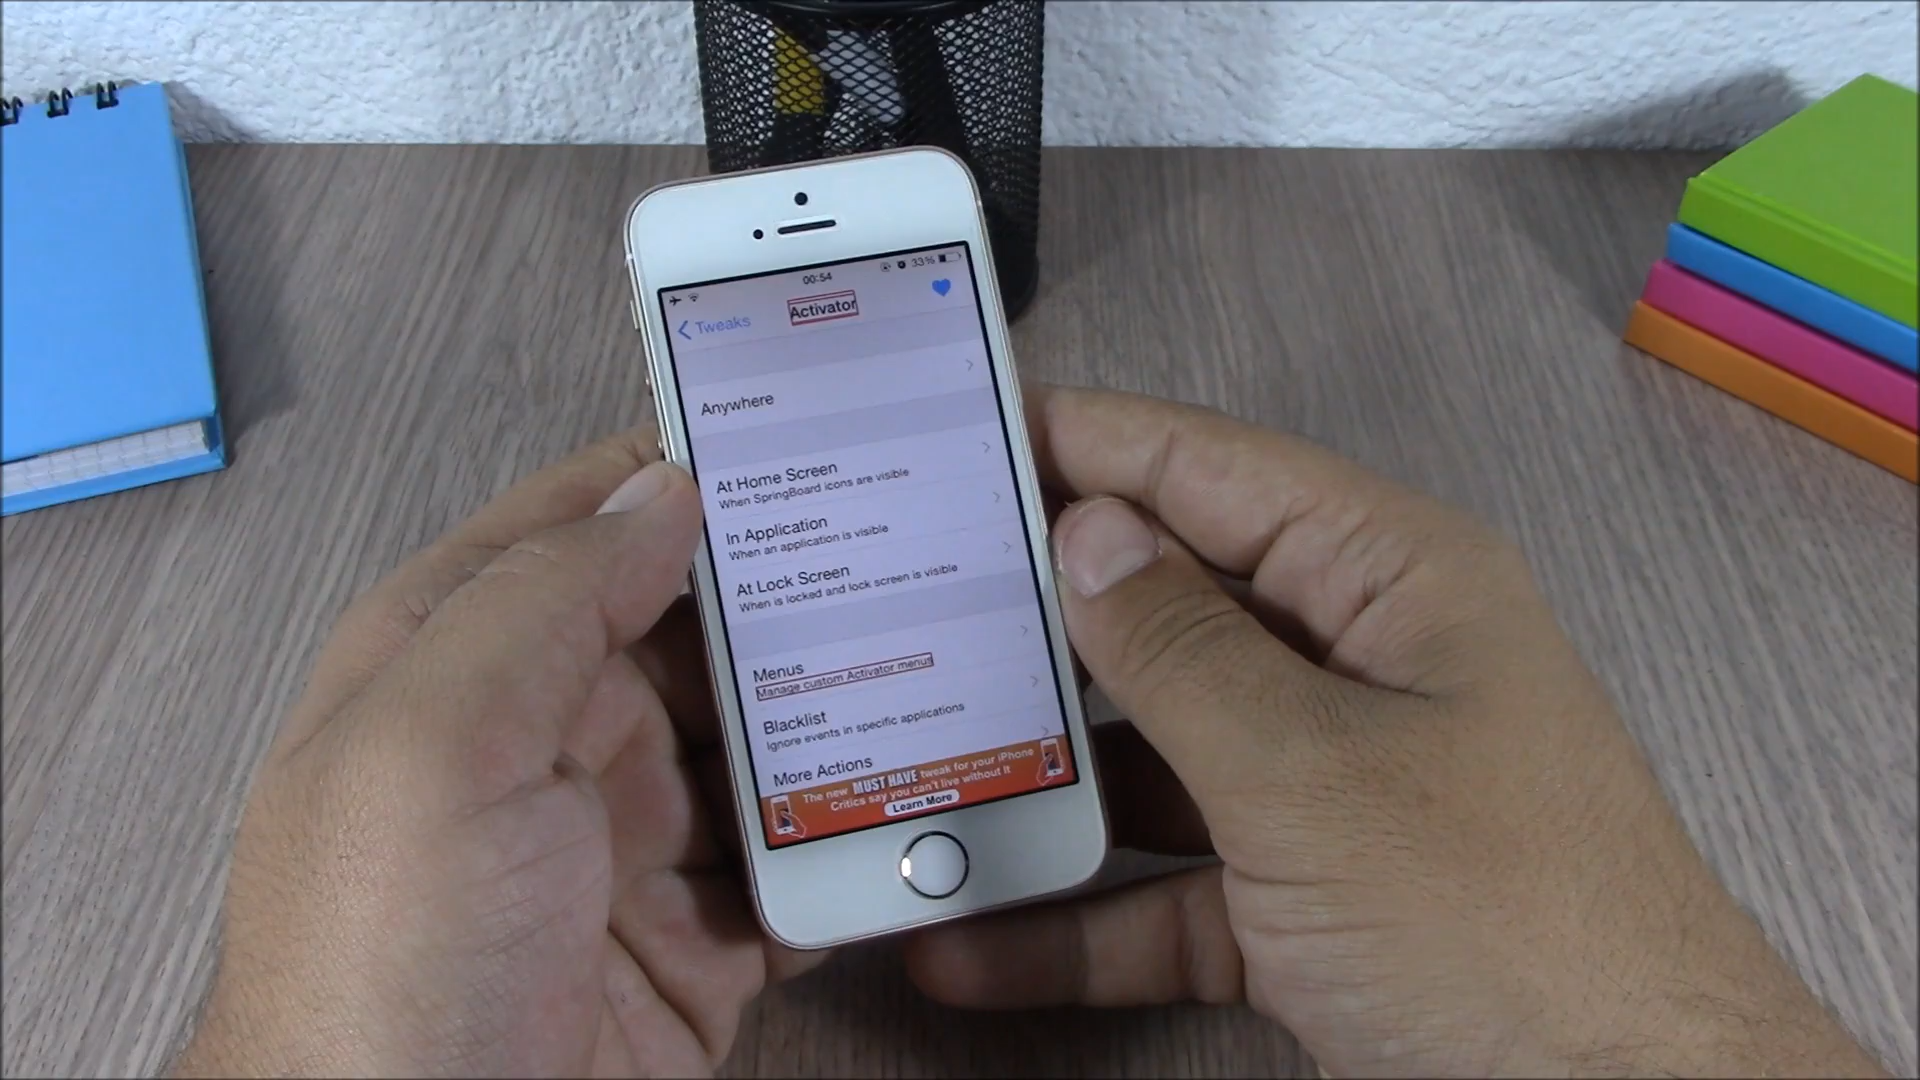 00:54
33%
Tweaks
Activator
Anywhere
At Home Screen
When SpringBoard icons are visible
In Application
When an application is visible
At Lock Screen
When is locked and lock screen is visible
Menus
Manage custom Activator menus
Blacklist
Ignore events in specific applications
More Actions
The new MUST HAVE tweak for your iPhone
Critics say you can't live without it
Learn More